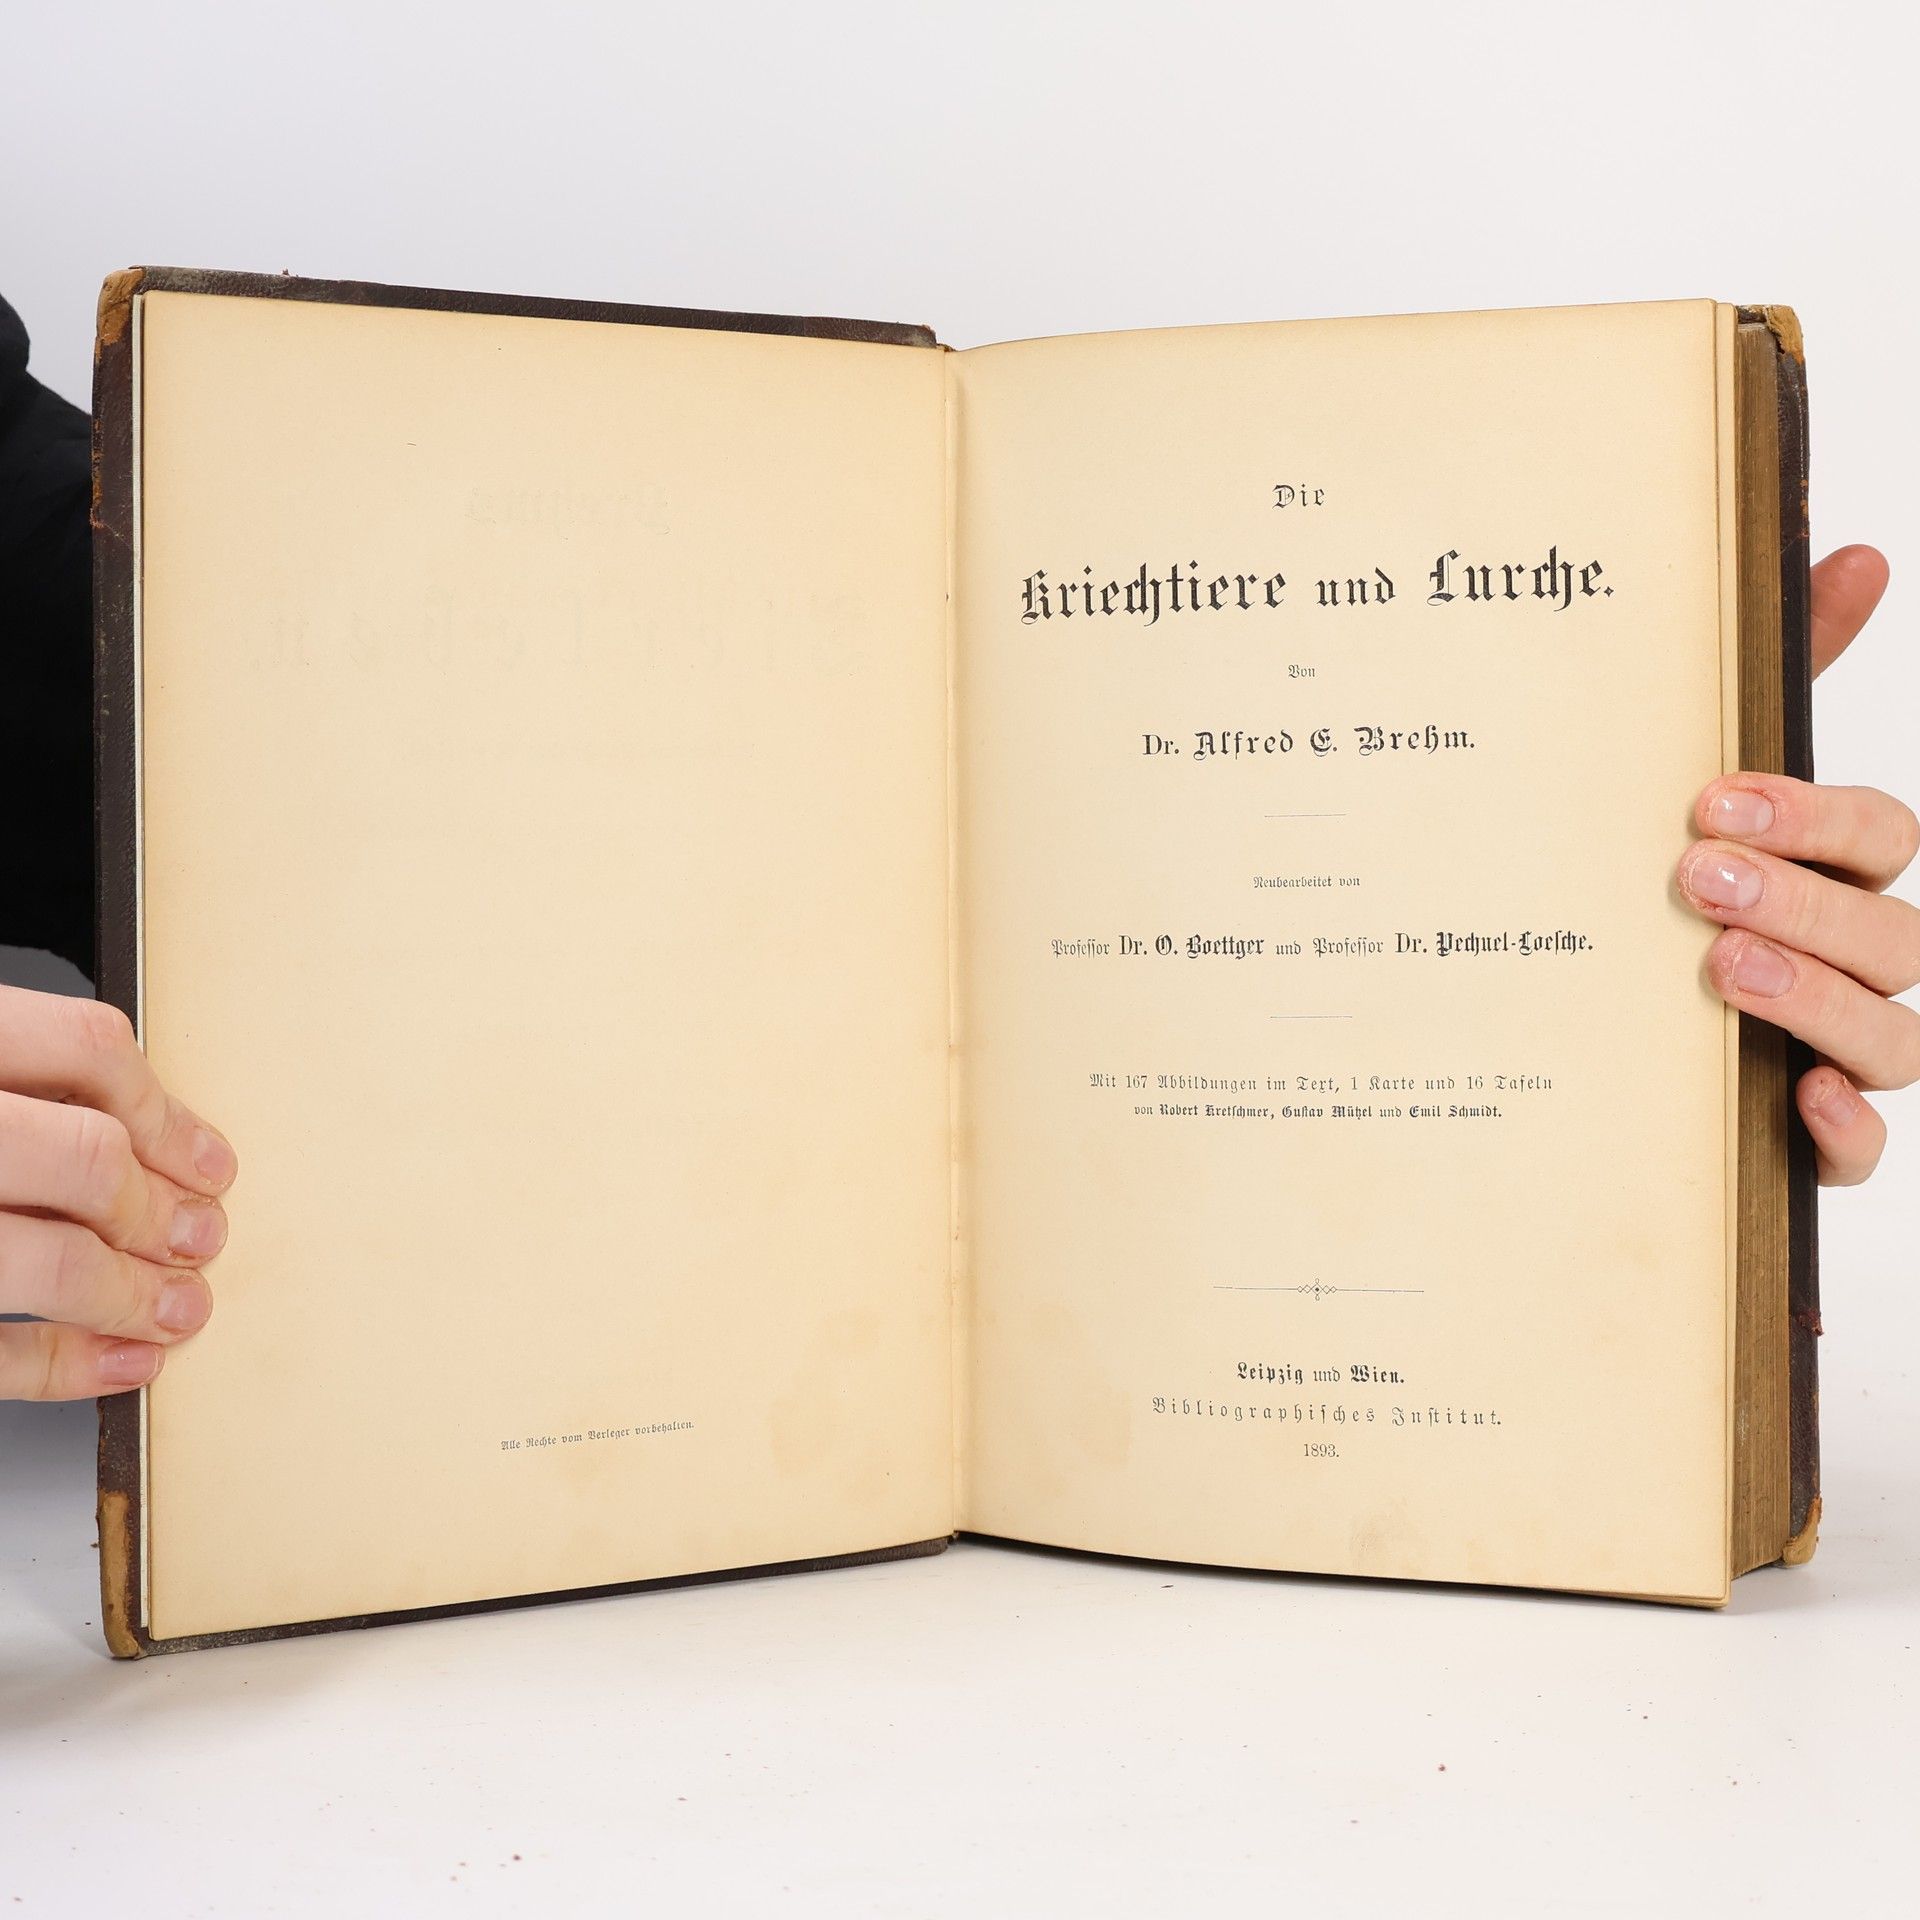 Alle Rechte vom Verleger vorbehalten.
Die
Kriechtiere und Lurche.
Von
Dr. Alfred E. Brehm.
Neubearbeitet von
Professor Dr. O. Boettger und Professor Dr. Pechuel-Loesche.
Mit 167 Abbildungen im Text, 1 Karte und 16 Tafeln
von Robert Kretschmer, Gustav Mützel und Emil Schmidt.
Leipzig und Wien.
Bibliographisches Institut.
1893.